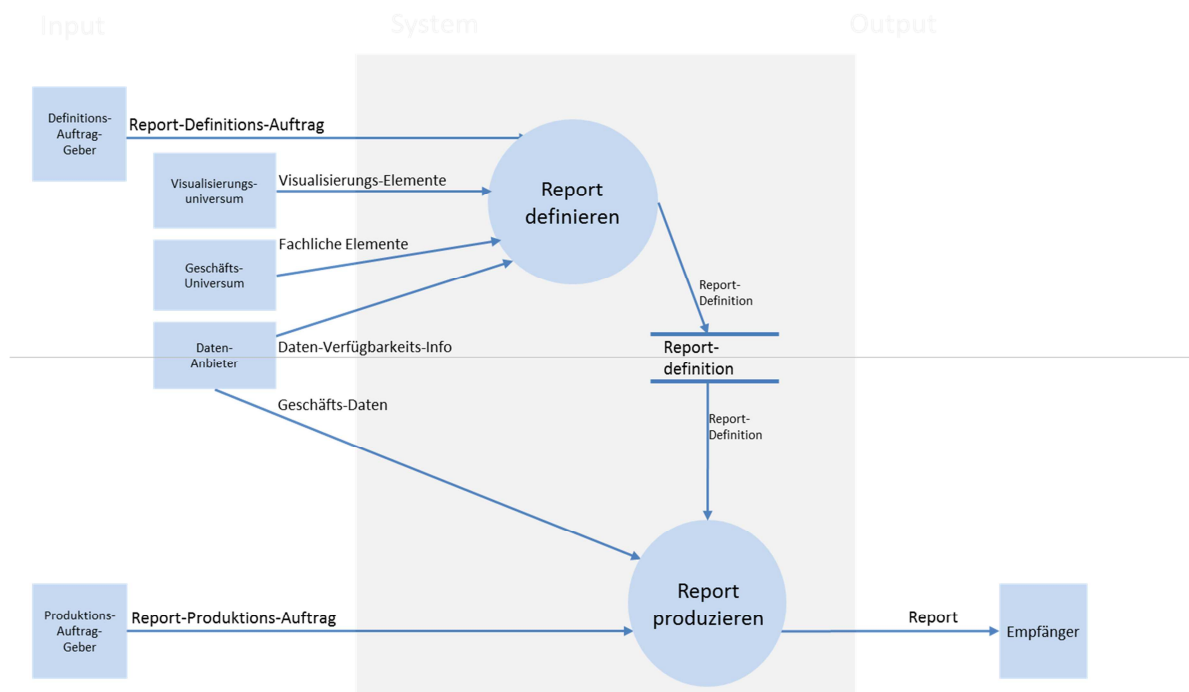 Input
System
Output
Definitions-
Auftrag-
Geber
Report-Definitions-Auftrag
Visualisierungs-
universum
Visualisierungs-Elemente
Report
definieren
Geschäfts-
Universum
Fachliche Elemente
Report-
Definition
Daten-
Anbieter
Daten-Verfügbarkeits-Info
Report-
definition
Geschäfts-Daten
Report-
Definition
Produktions-
Auftrag-
Geber
Report-Produktions-Auftrag
Report
produzieren
Report
Empfänger